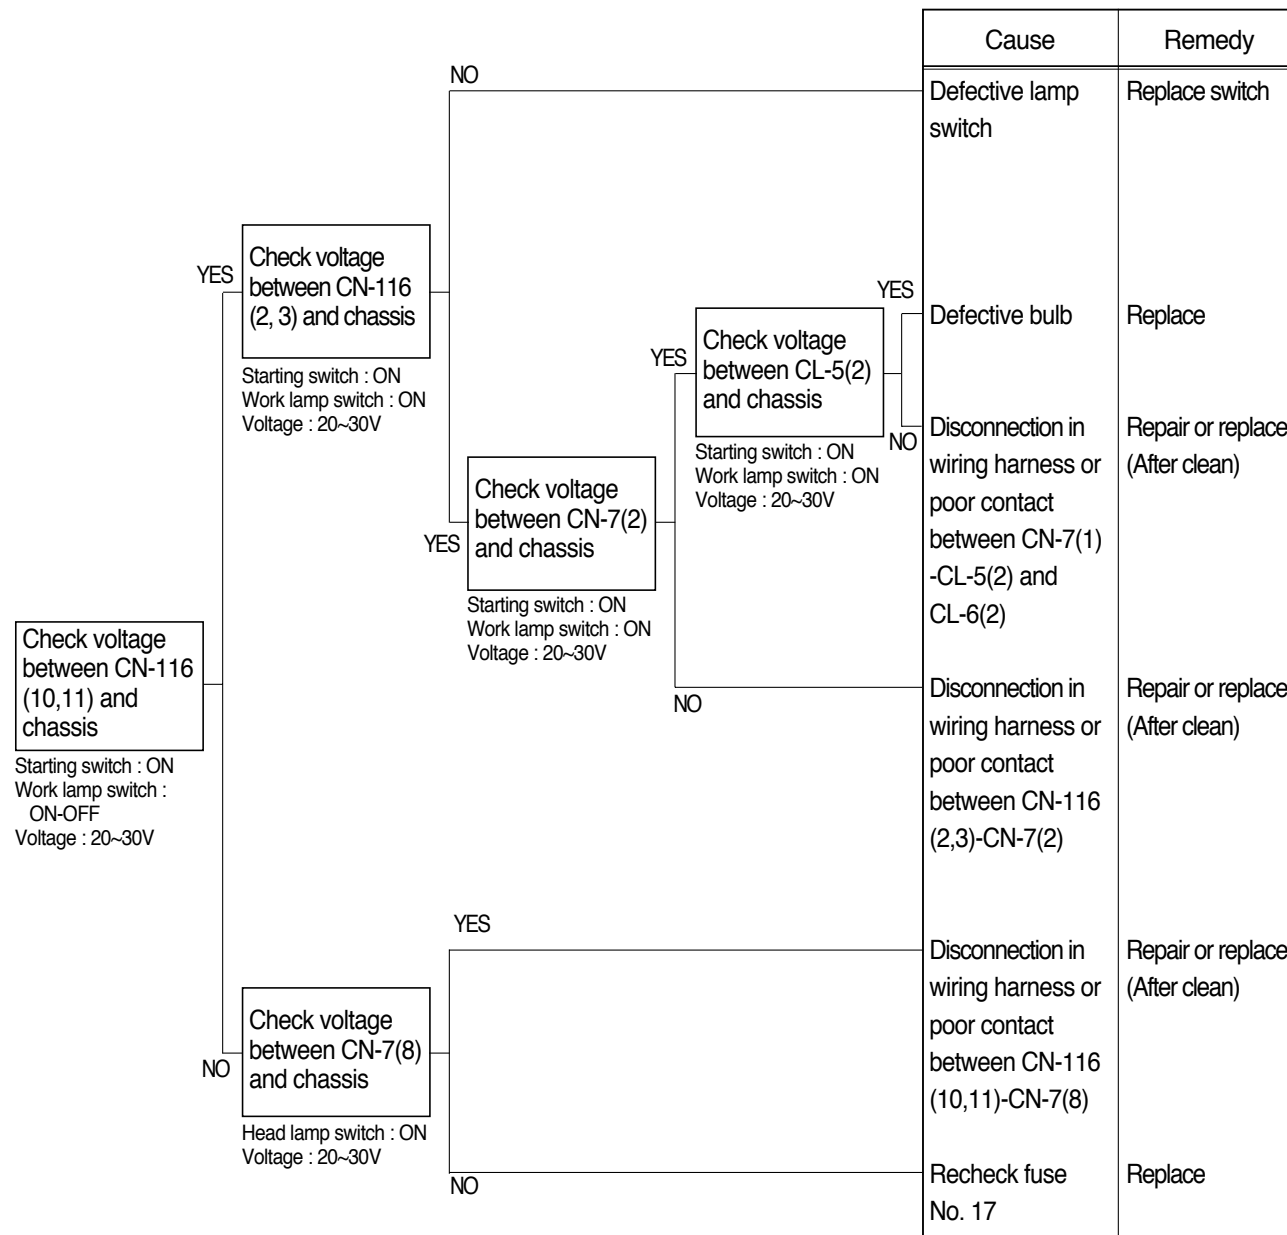 Cause
Remedy
NO
Defective lamp
switch
Replace switch
YES
Check voltage
between CN-116
(2, 3) and chassis
Starting switch : ON
Work lamp switch : ON
Voltage : 20~30V
YES
Defective bulb
Replace
YES
Check voltage
between CL-5(2)
and chassis
Starting switch : ON
Work lamp switch : ON
Voltage : 20~30V
NO
Disconnection in
wiring harness or
poor contact
between CN-7(1)
-CL-5(2) and
CL-6(2)
Repair or replace
(After clean)
YES
Check voltage
between CN-7(2)
and chassis
Starting switch : ON
Work lamp switch : ON
Voltage : 20~30V
NO
Disconnection in
wiring harness or
poor contact
between CN-116
(2,3)-CN-7(2)
Repair or replace
(After clean)
Check voltage
between CN-116
(10,11) and
chassis
Starting switch : ON
Work lamp switch :
ON-OFF
Voltage : 20~30V
YES
Disconnection in
wiring harness or
poor contact
between CN-116
(10,11)-CN-7(8)
Repair or replace
(After clean)
NO
Check voltage
between CN-7(8)
and chassis
Head lamp switch : ON
Voltage : 20~30V
NO
Recheck fuse
No. 17
Replace